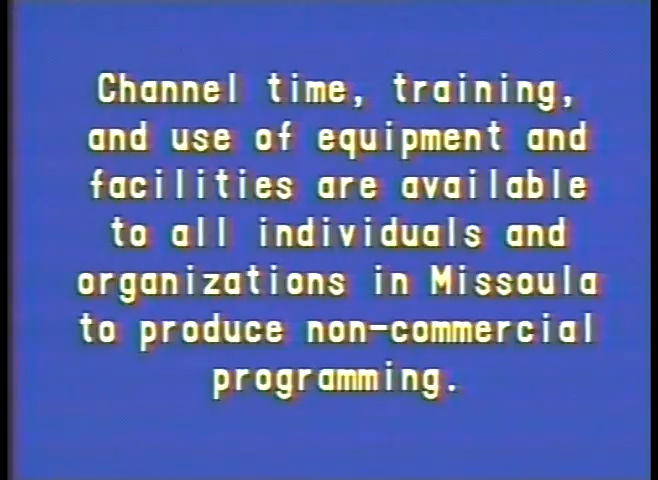 Channel time, training,
and use of equipment and
facilities are available
to all individuals and
organizations in Missoula
to produce non-commercial
programming.